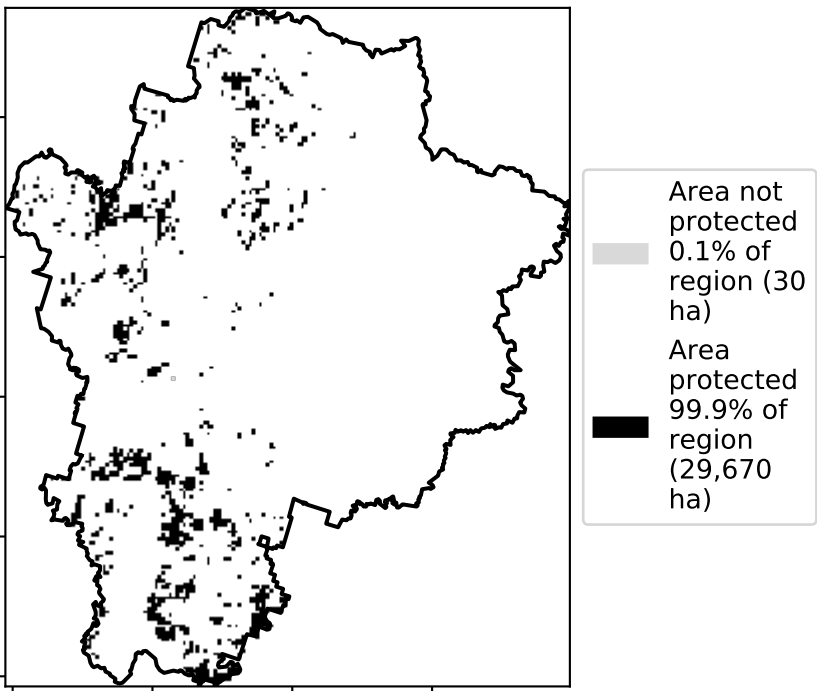 Area not
protected
0.1% of
region (30
ha)
Area
protected
99.9% of
region
(29,670
ha)